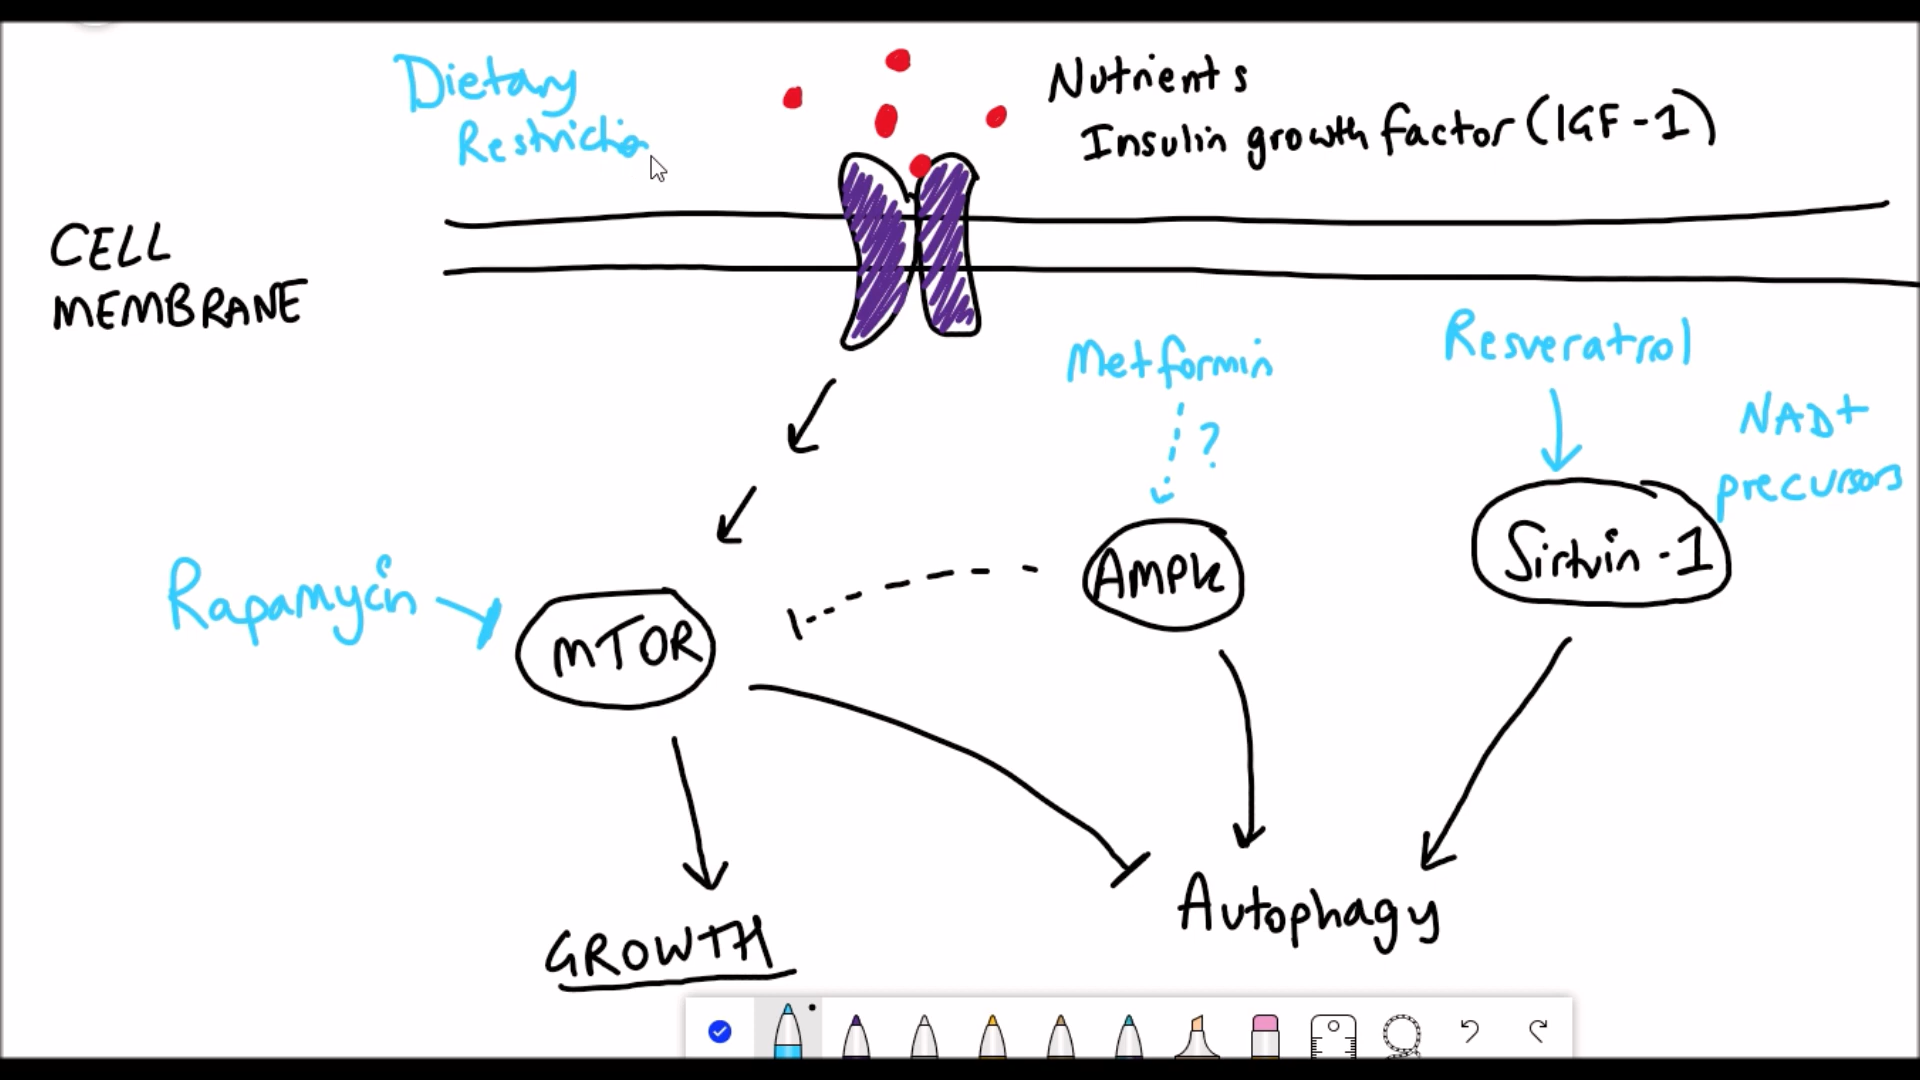 Dietary
Restrictio
Nutrients
Insulin growth factor (IGF-1)
CELL
MEMBRANE
Metformin
?
Resveratrol
NAD+
precursors
Rapamycin
mTOR
AMPK
Sirtuin-1
GROWTH
Autophagy